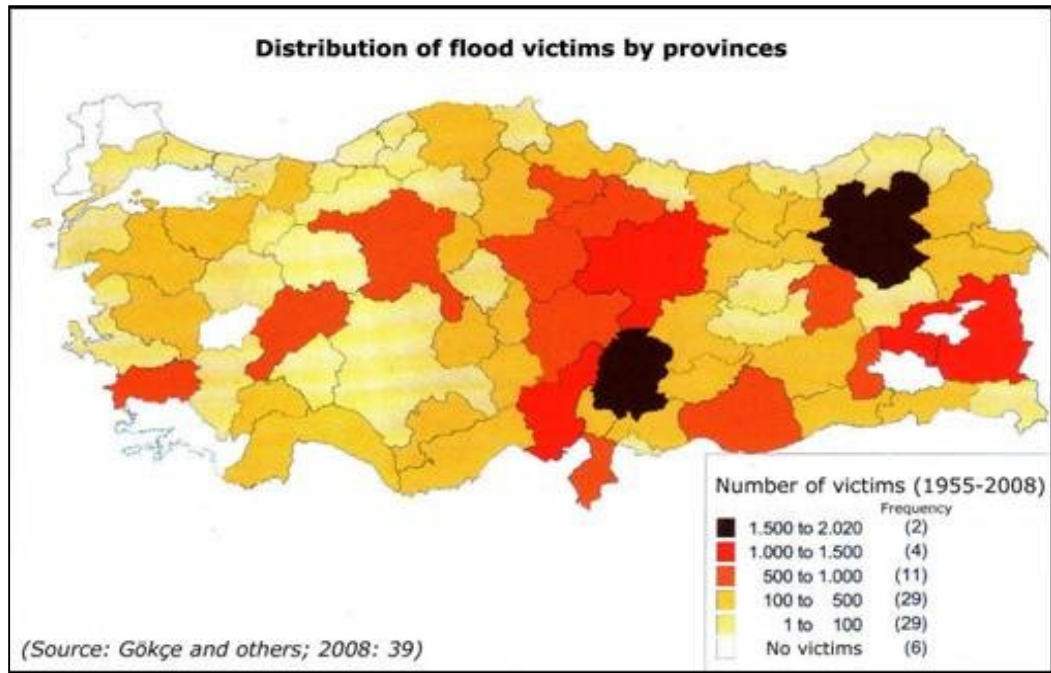 Distribution of flood victims by provinces
Number of victims (1955-2008)
Frequency
1.500 to 2.020 (2)
1.000 to 1.500 (4)
500 to 1.000 (11)
100 to 500 (29)
1 to 100 (29)
No victims (6)
(Source: Gökçe and others; 2008: 39)